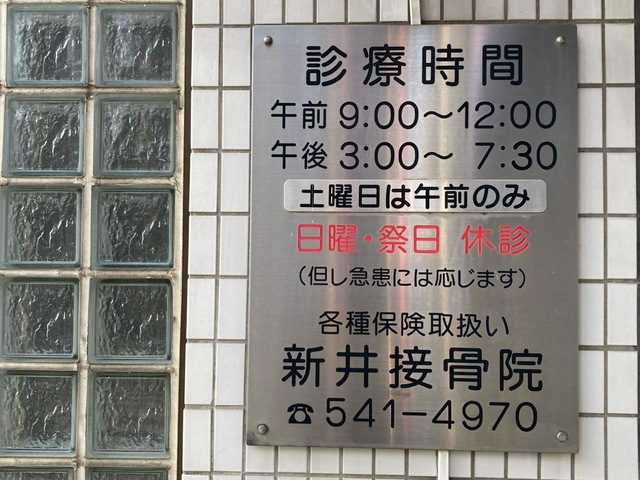 診療時間
午前 9:00〜12:00
午後 3:00〜 7:30
土曜日は午前のみ
日曜・祭日 休診
（但し急患には応じます）
各種保険取扱い
新井接骨院
☎541-4970